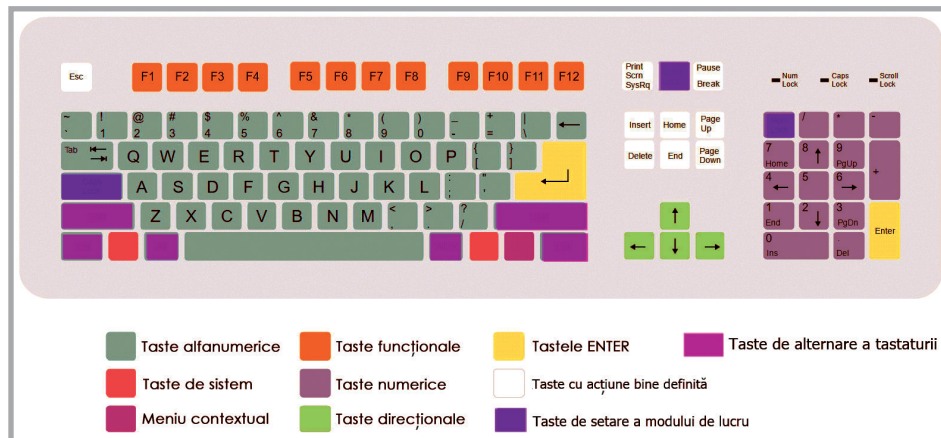 Esc F1 F2 F3 F4 F5 F6 F7 F8 F9 F10 F11 F12
Print
Scrn
SysRq
Pause
Break
Num
Lock
Caps
Lock
Scroll
Lock
~ ! @ # $ % ^ & * ( ) _ + |
` 1 2 3 4 5 6 7 8 9 0 - = \ ←
Insert Home Page
Up
/ * -
Tab Q W E R T Y U I O P { }
[ ]
Delete End Page
Down
7 8 ↑ 9
Home PgUp
+
A S D F G H J K L : "
; '
4 ← 5 6 →
Z X C V B N M < > ?
, . /
↑
1 2 ↓ 3
End PgDn
← ↓ →
0 .
Ins Del
Enter
Taste alfanumerice
Taste funcționale
Tastele ENTER
Taste de alternare a tastaturii
Taste de sistem
Taste numerice
Taste cu acțiune bine definită
Meniu contextual
Taste direcționale
Taste de setare a modului de lucru